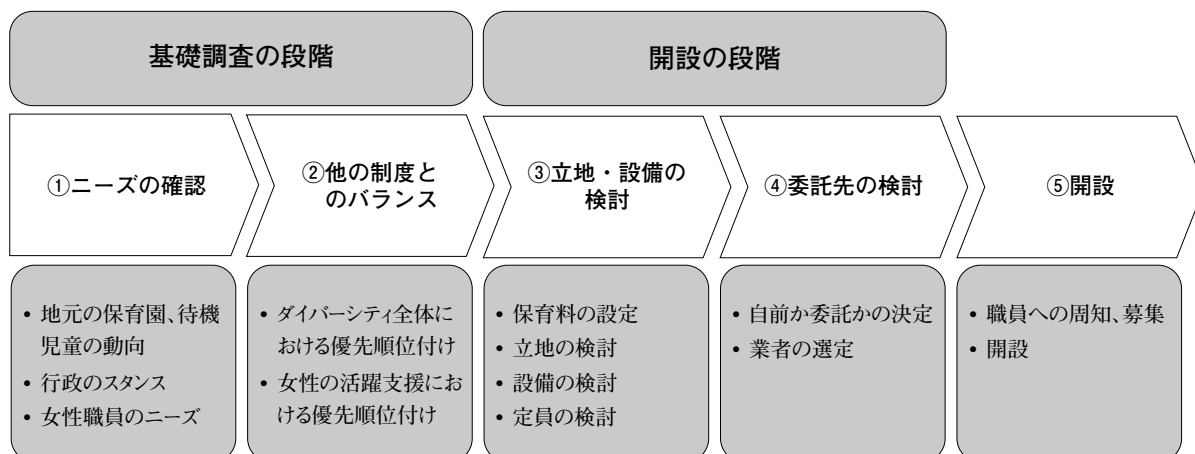 基礎調査の段階
開設の段階
①ニーズの確認
②他の制度と
のバランス
③立地・設備の
検討
④委託先の検討
⑤開設
• 地元の保育園、待機
児童の動向
• 行政のスタンス
• 女性職員のニーズ
• ダイバーシティ全体に
おける優先順位付け
• 女性の活躍支援にお
ける優先順位付け
• 保育料の設定
• 立地の検討
• 設備の検討
• 定員の検討
• 自前か委託かの決定
• 業者の選定
• 職員への周知、募集
• 開設